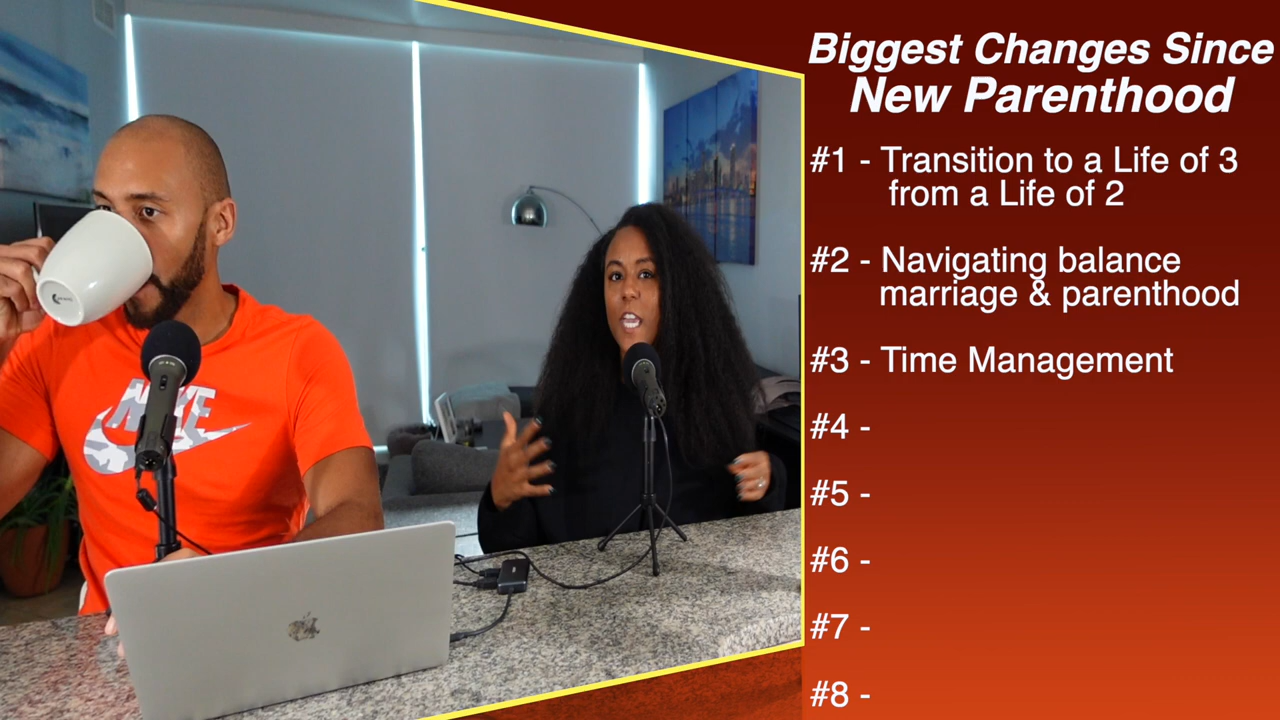 Biggest Changes Since
New Parenthood
#1 - Transition to a Life of 3
from a Life of 2
#2 - Navigating balance
marriage & parenthood
#3 - Time Management
#4 -
#5 -
#6 -
#7 -
#8 -
NIKE